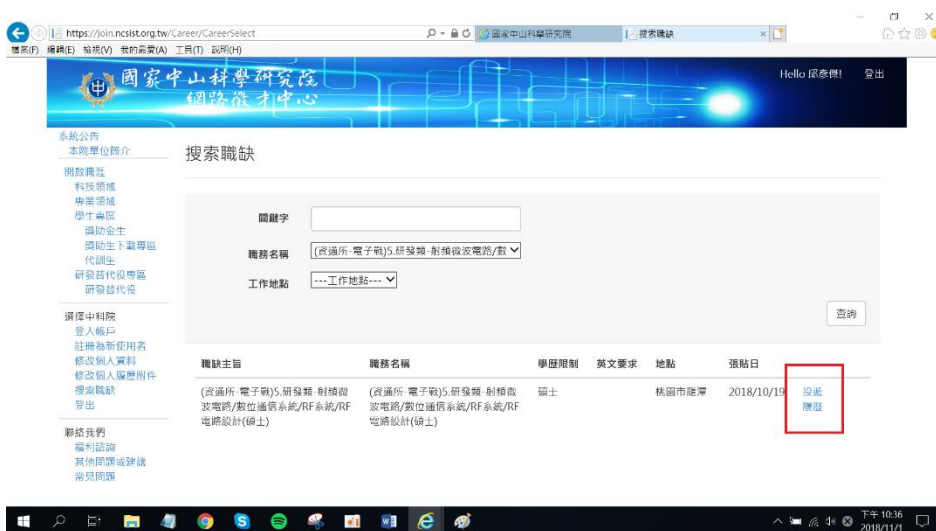 https://join.ncsist.org.tw/Career/CareerSelect
國家中山科學研究院
搜索職缺
檔案(F) 編輯(E) 檢視(V) 我的最愛(A) 工具(T) 說明(H)
國家中山科學研究院
網路徵才中心
Hello 邱彥傑! 登出
系統公告
本院單位簡介
開啟職涯
科技領域
專業領域
學生專區
獎助金生
獎助生下載專區
代訓生
研發替代役專區
研發替代役
選擇中科院
登入帳戶
註冊為新使用者
修改個人資料
修改個人履歷附件
搜索職缺
登出
聯絡我們
福利諮詢
其他問題或建議
常見問題
搜索職缺
關鍵字
職務名稱 (資通所-電子戰)5.研發類-射頻微波電路/數
工作地點 ---工作地點---
查詢
職缺主旨 職務名稱 學歷限制 英文要求 地點 張貼日
(資通所-電子戰)5.研發類-射頻微 (資通所-電子戰)5.研發類-射頻微 碩士 桃園市龍潭 2018/10/19 投遞
波電路/數位通信系統/RF系統/RF 波電路/數位通信系統/RF系統/RF 履歷
電路設計(碩士) 電路設計(碩士)
下午 10:36
2018/11/1